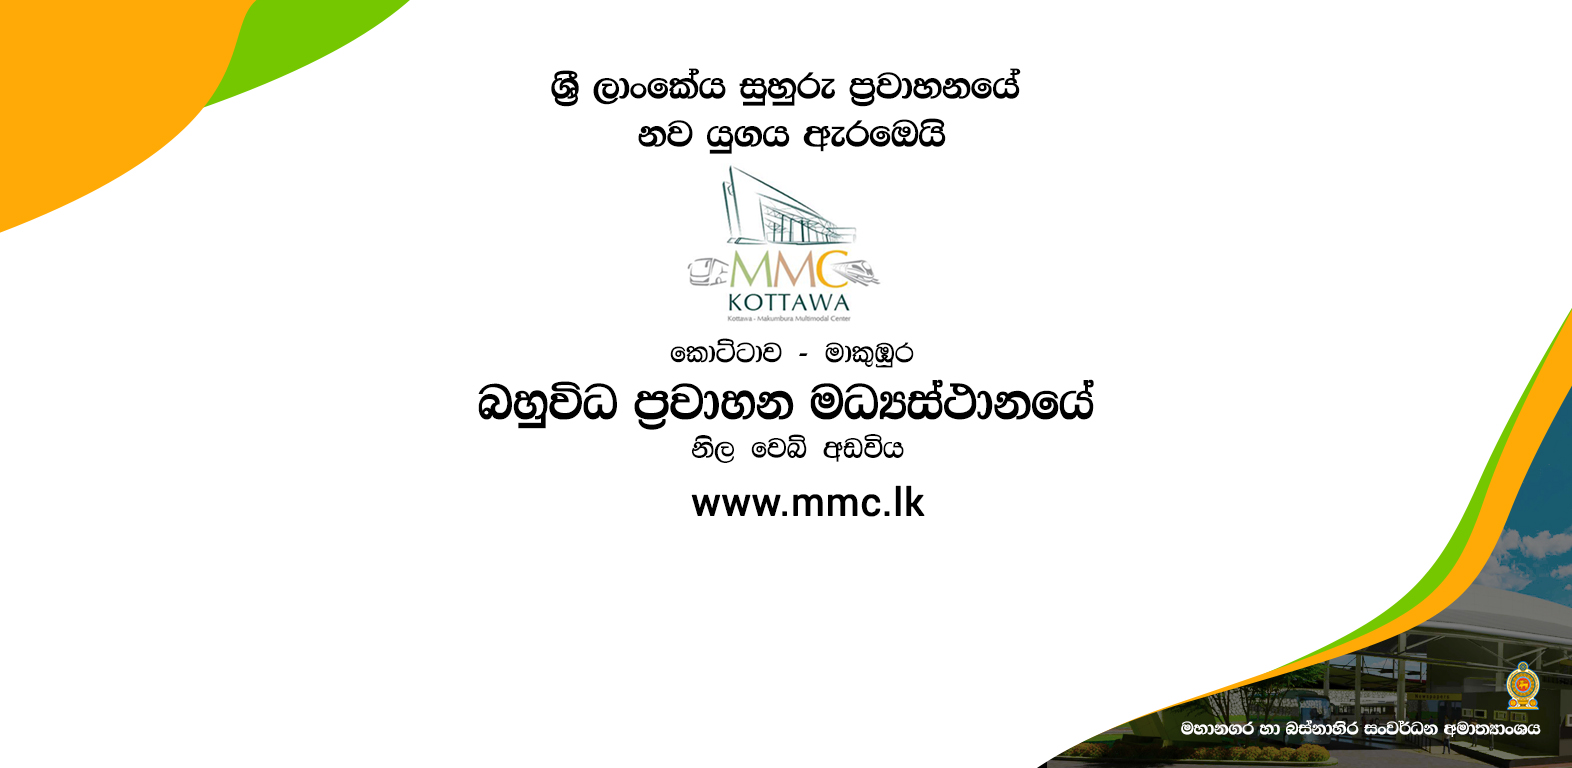 ශ්‍රී ලාංකේය සුහුරු ප්‍රවාහනයේ
නව යුගය ඇරඹෙයි
MMC
KOTTAWA
Kottawa - Makumbura Multimodal Center
කොට්ටාව - මාකුඹුර
බහුවිධ ප්‍රවාහන මධ්‍යස්ථානයේ
නිල වෙබ් අඩවිය
www.mmc.lk
Newspapers
මහානගර හා බස්නාහිර සංවර්ධන අමාත්‍යාංශය